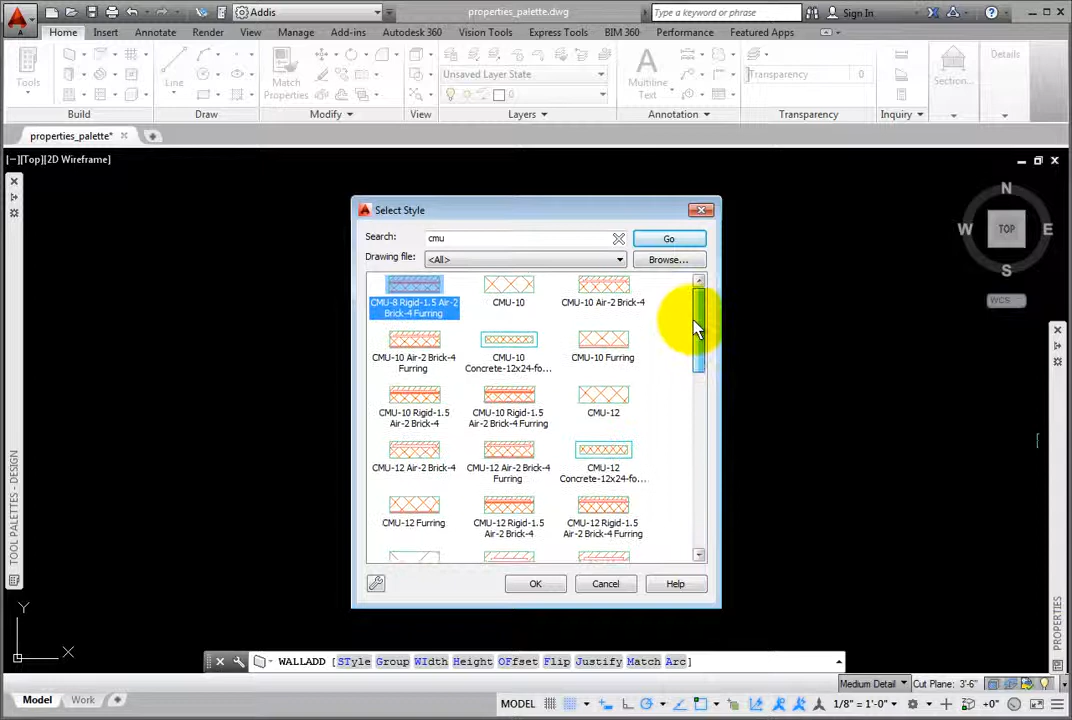 Addis
properties_palette.dwg
Type a keyword or phrase
Sign In
Home Insert Annotate Render View Manage Add-ins Autodesk 360 Vision Tools Express Tools BIM 360 Performance Featured Apps
Tools
Line
Match
Properties
Unsaved Layer State
0
Multiline
Text
Transparency 0
Section...
Details
Build Draw Modify View Layers Annotation Transparency Inquiry
properties_palette*
[−][Top][2D Wireframe]
N
W TOP E
S
WCS
Select Style
Search: cmu Go
Drawing file: <All> Browse...
CMU-8 Rigid-1.5 Air-2
Brick-4 Furring
CMU-10
CMU-10 Air-2 Brick-4
CMU-10 Air-2 Brick-4
Furring
CMU-10
Concrete-12x24-fo...
CMU-10 Furring
CMU-10 Rigid-1.5
Air-2 Brick-4
CMU-10 Rigid-1.5
Air-2 Brick-4 Furring
CMU-12
CMU-12 Air-2 Brick-4
CMU-12 Air-2 Brick-4
Furring
CMU-12
Concrete-12x24-fo...
CMU-12 Furring
CMU-12 Rigid-1.5
Air-2 Brick-4
CMU-12 Rigid-1.5
Air-2 Brick-4 Furring
OK Cancel Help
TOOL PALETTES - DESIGN
PROPERTIES
Y
X
WALLADD [STyle Group WIdth Height OFfset Flip Justify Match Arc]
Medium Detail Cut Plane: 3'-6"
Model Work
MODEL 1/8" = 1'-0" +0"